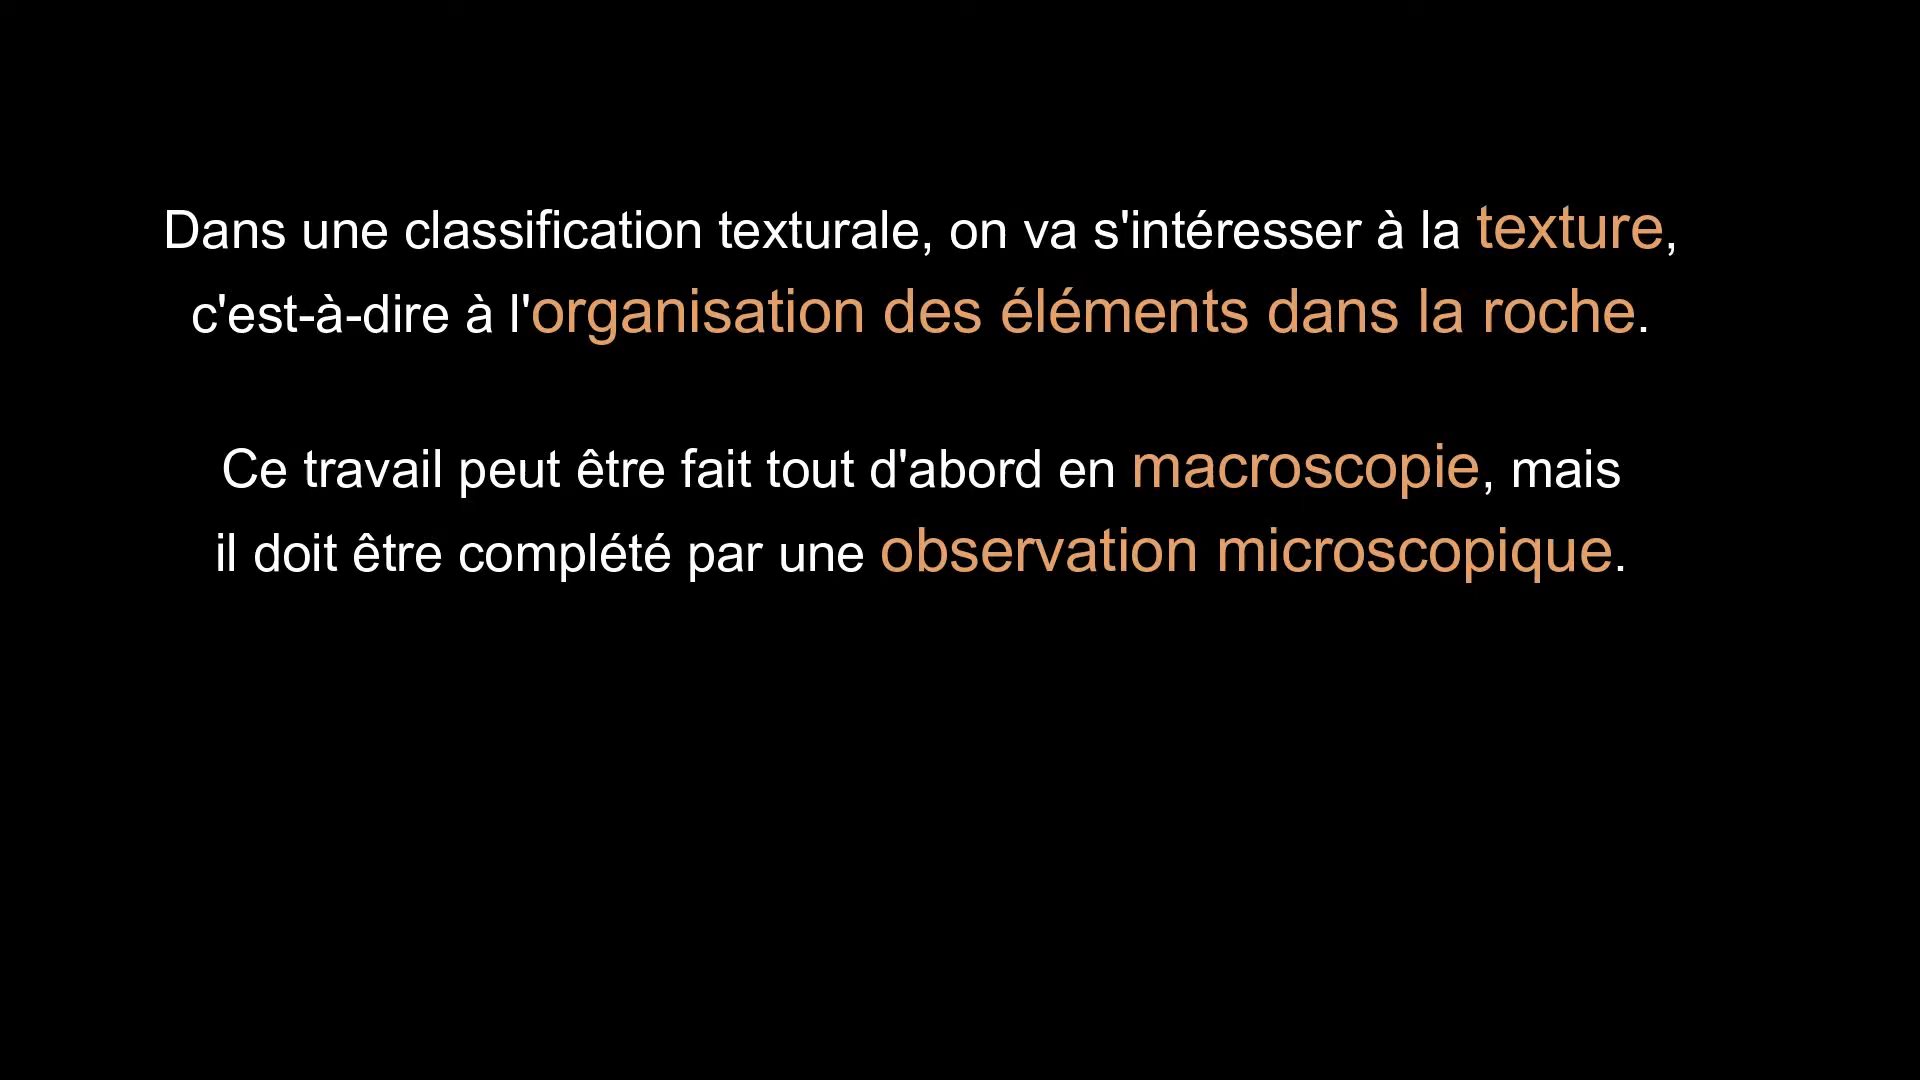 Dans une classification texturale, on va s'intéresser à la texture,
c'est-à-dire à l'organisation des éléments dans la roche.
Ce travail peut être fait tout d'abord en macroscopie, mais
il doit être complété par une observation microscopique.